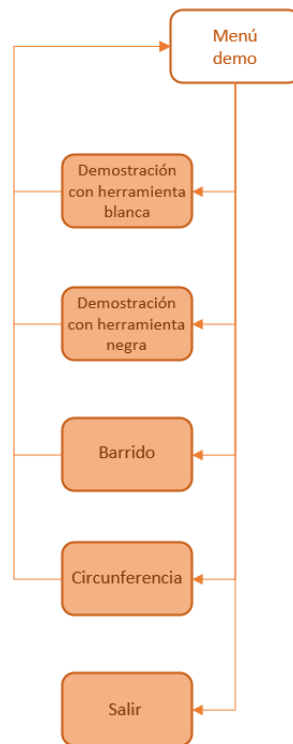 Menú
demo
Demostración
con herramienta
blanca
Demostración
con herramienta
negra
Barrido
Circunferencia
Salir